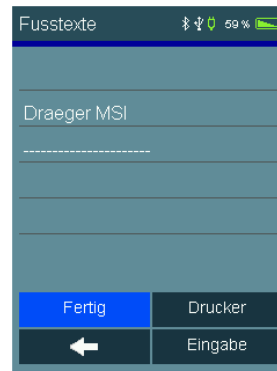 Fusstexte 59 %
Draeger MSI
----------------------
Fertig Drucker
Eingabe